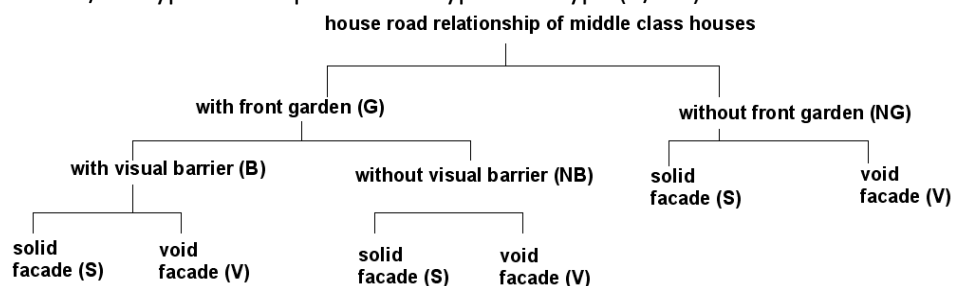 house road relationship of middle class houses
with front garden (G)
without front garden (NG)
with visual barrier (B)
without visual barrier (NB)
solid
facade (S)
void
facade (V)
solid
facade (S)
void
facade (V)
solid
facade (S)
void
facade (V)